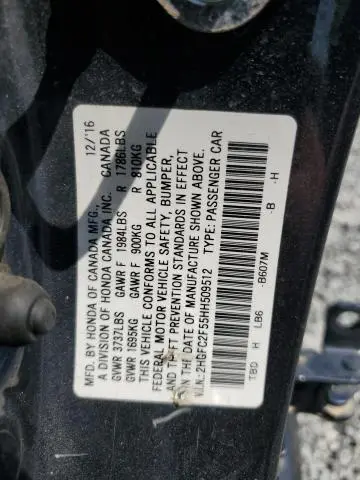 MFD. BY HONDA OF CANADA MFG., 12/'16
A DIVISION OF HONDA CANADA INC. CANADA
GVWR 3737LBS GAWR F 1984LBS R 1786LBS
GVWR 1695KG GAWR F 900KG R 810KG
THIS VEHICLE CONFORMS TO ALL APPLICABLE
FEDERAL MOTOR VEHICLE SAFETY, BUMPER,
AND THEFT PREVENTION STANDARDS IN EFFECT
ON THE DATE OF MANUFACTURE SHOWN ABOVE.
V.I.N.:2HGFC2F55HH509512 TYPE: PASSENGER CAR
-B607M -B -H
TBD H LB6